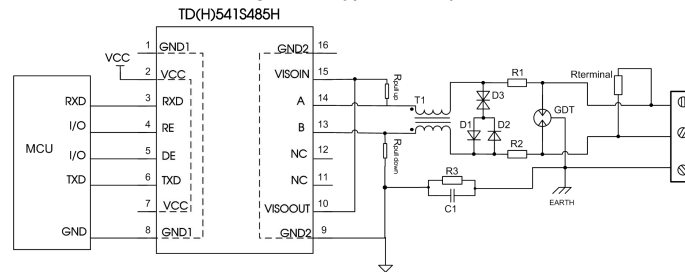 TD(H)541S485H
VCC
MCU
RXD
I/O
I/O
TXD
GND
1 GND1
2 VCC
3 RXD
4 RE
5 DE
6 TXD
7 VCC
8 GND1
GND2 16
VISOIN 15
A 14
B 13
NC 12
NC 11
VISOOUT 10
GND2 9
Rpull up
Rpull down
T1
D3
D1
D2
R1
R2
GDT
Rterminal
R3
C1
EARTH